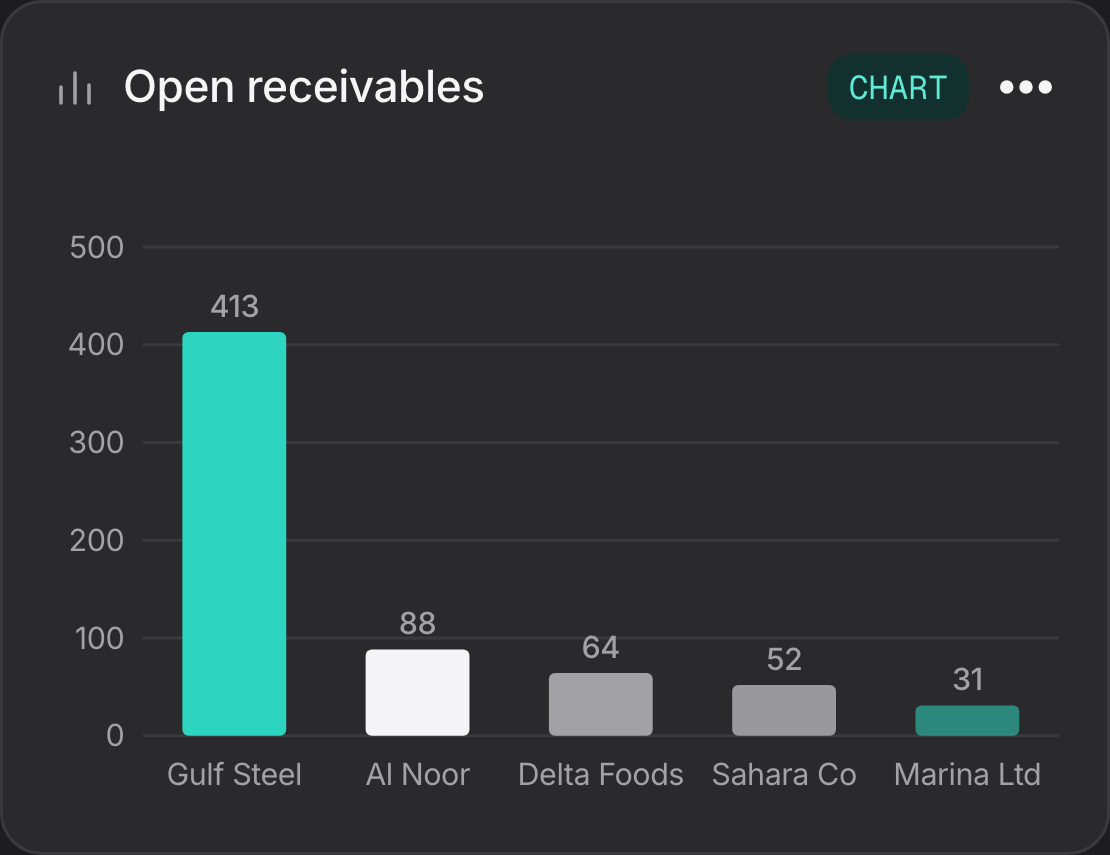 Open receivables
CHART
500
413
400
300
200
88
100
64
52
31
0
Gulf Steel
Al Noor
Delta Foods
Sahara Co
Marina Ltd